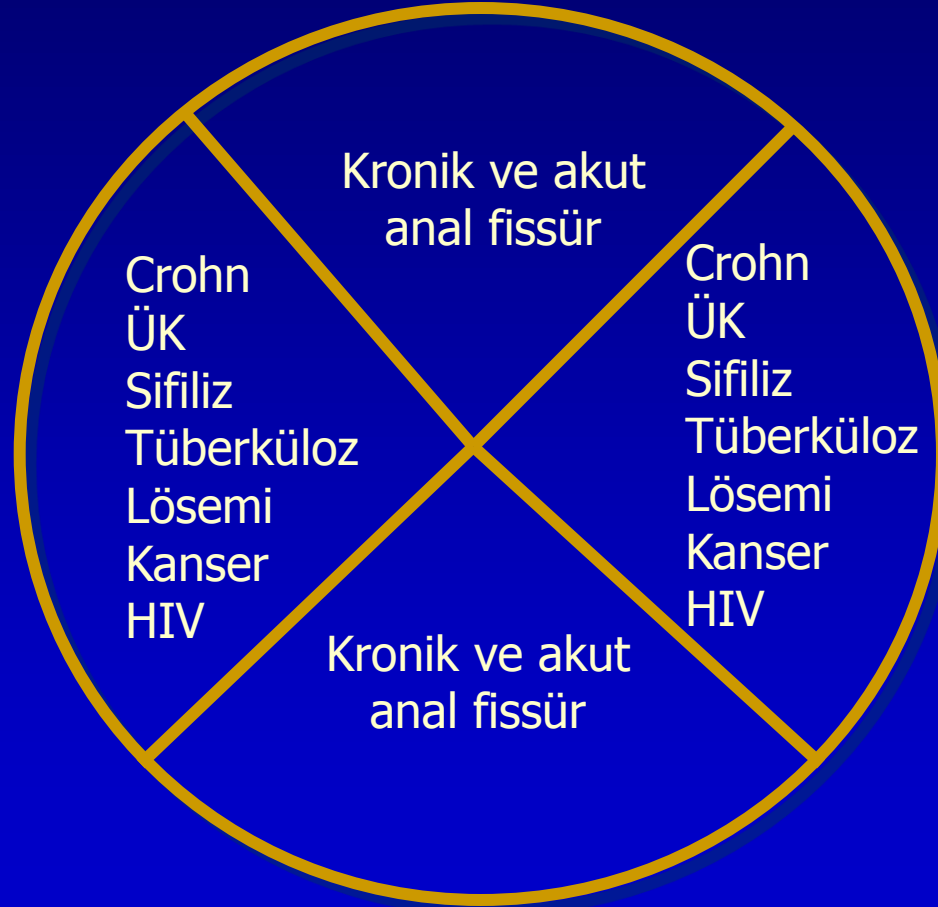 Kronik ve akut
anal fissür
Crohn
ÜK
Sifiliz
Tüberküloz
Lösemi
Kanser
HIV
Crohn
ÜK
Sifiliz
Tüberküloz
Lösemi
Kanser
HIV
Kronik ve akut
anal fissür